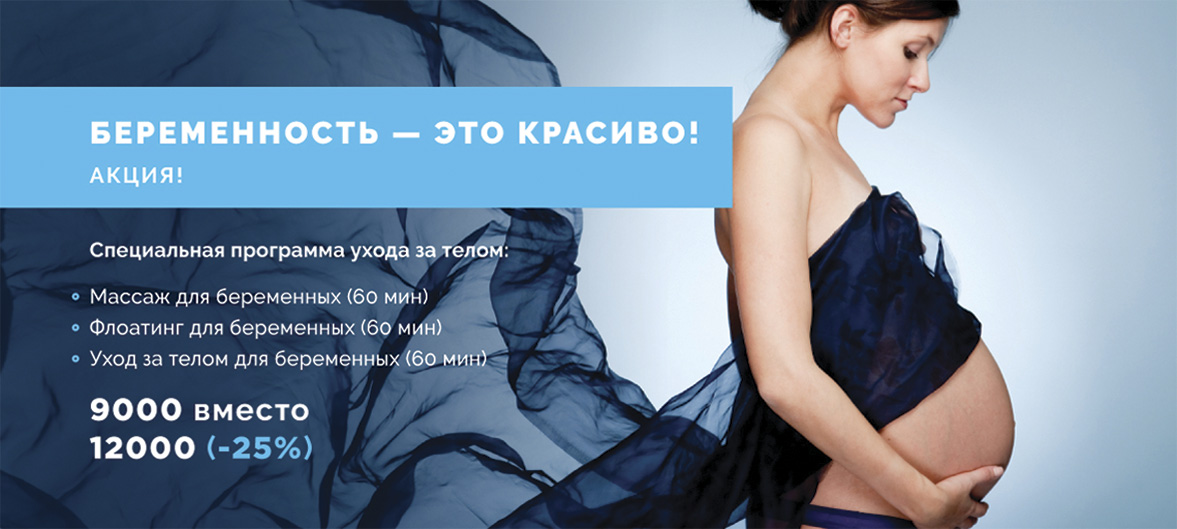 БЕРЕМЕННОСТЬ — ЭТО КРАСИВО!
АКЦИЯ!
Специальная программа ухода за телом:
Массаж для беременных (60 мин)
Флоатинг для беременных (60 мин)
Уход за телом для беременных (60 мин)
9000 вместо
12000 (-25%)